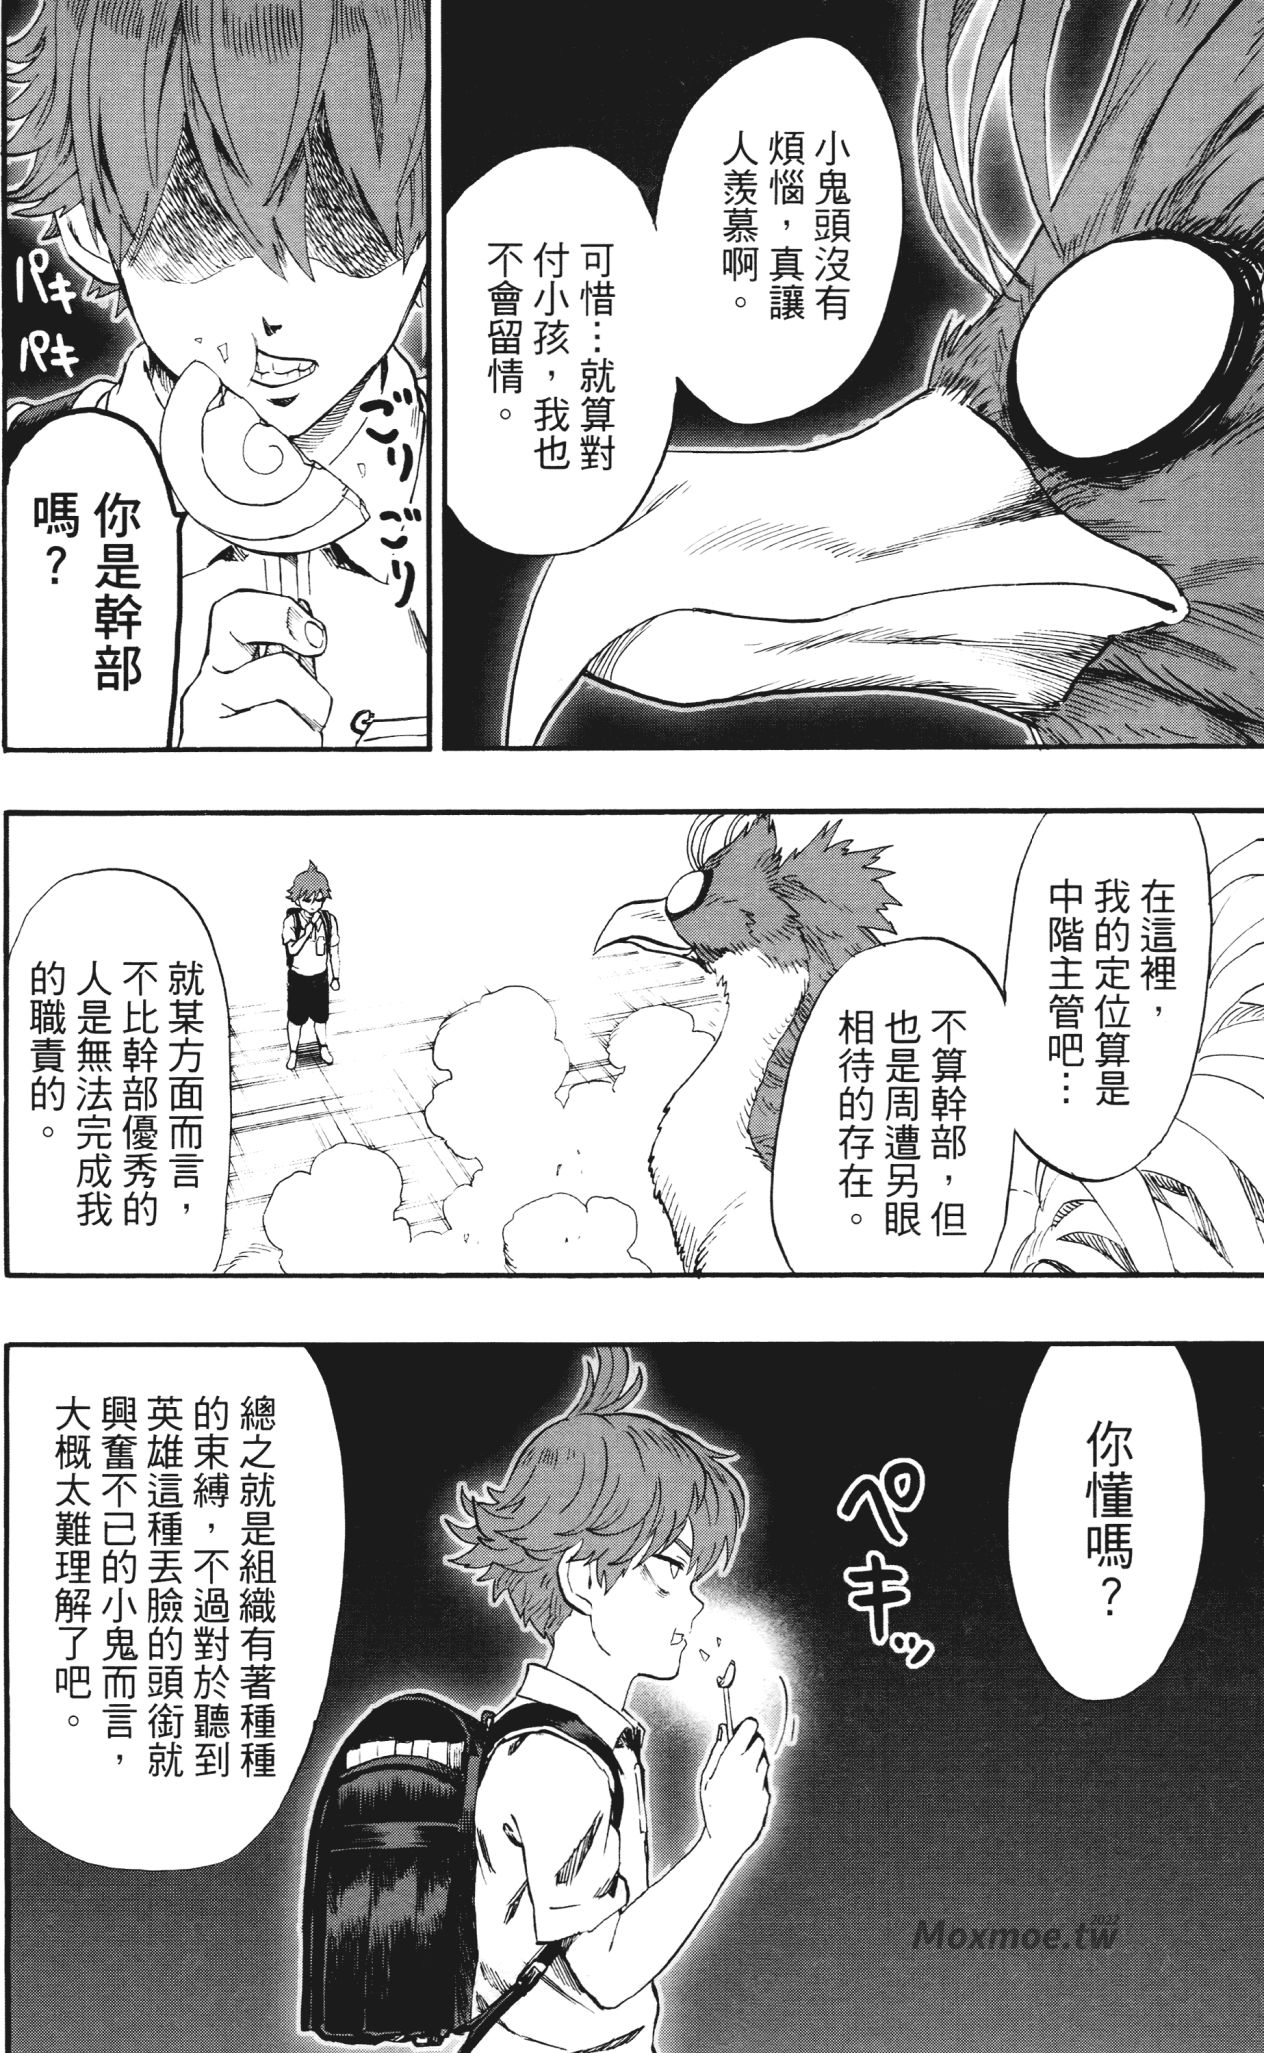 小鬼頭沒有
煩惱，真讓
人羨慕啊。
可惜…就算對
付小孩，我也
不會留情。
パキ
パキ
ごり
ごり
你是幹部
嗎？
在這裡，
我的定位算是
中階主管吧…
不算幹部，但
也是周遭另眼
相待的存在。
就某方面而言，
不比幹部優秀的
人是無法完成我
的職責的。
你懂嗎？
ペキッ
總之就是組織有著種種
的束縛，不過對於聽到
英雄這種丟臉的頭銜就
興奮不已的小鬼而言，
大概太難理解了吧。
2022
Moxmoe.tw